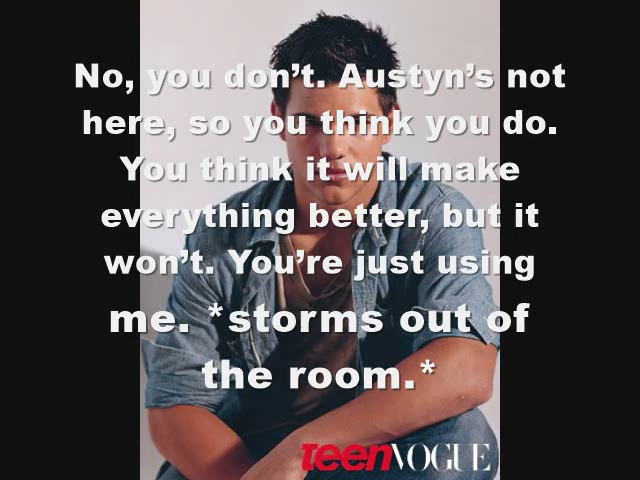 No, you don’t. Austyn’s not
here, so you think you do.
You think it will make
everything better, but it
won’t. You’re just using
me. *storms out of
the room.*
teenVOGUE